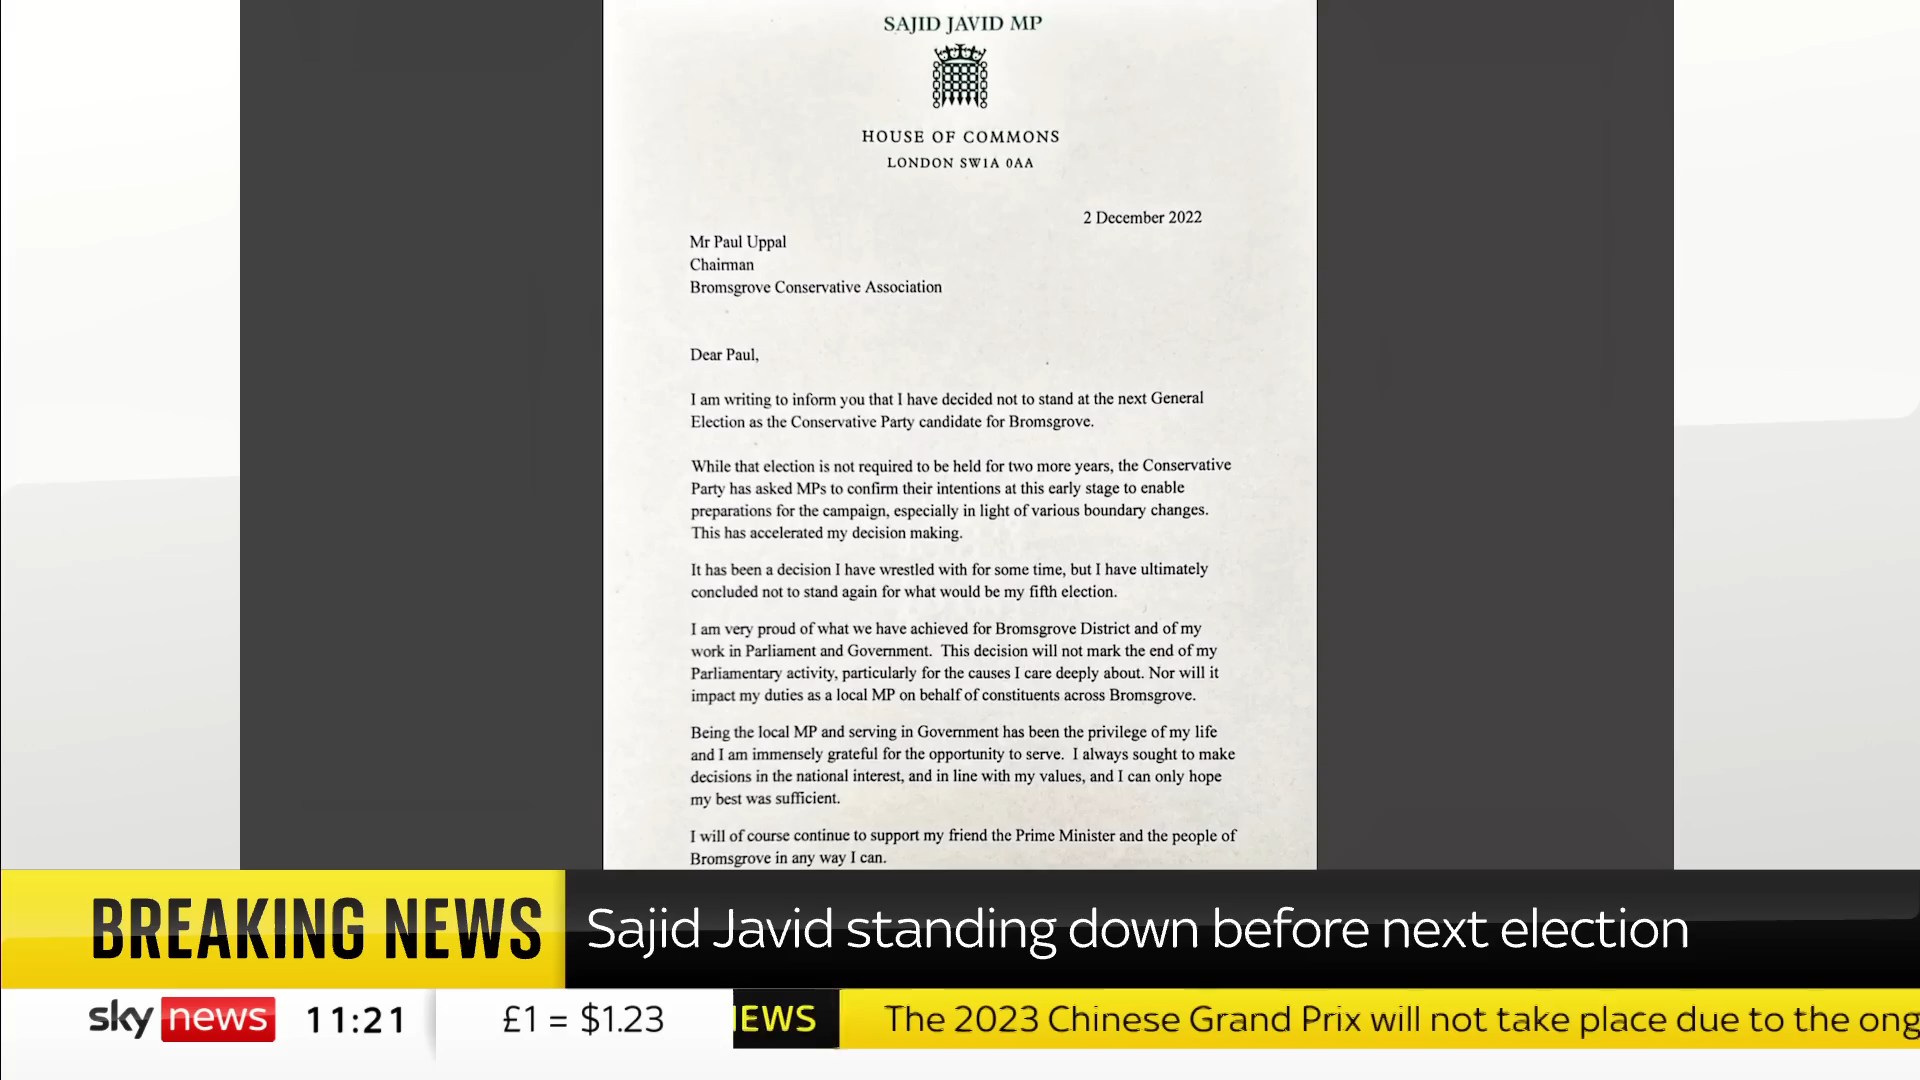 SAJID JAVID MP
HOUSE OF COMMONS
LONDON SW1A 0AA
2 December 2022
Mr Paul Uppal
Chairman
Bromsgrove Conservative Association
Dear Paul,
I am writing to inform you that I have decided not to stand at the next General
Election as the Conservative Party candidate for Bromsgrove.
While that election is not required to be held for two more years, the Conservative
Party has asked MPs to confirm their intentions at this early stage to enable
preparations for the campaign, especially in light of various boundary changes.
This has accelerated my decision making.
It has been a decision I have wrestled with for some time, but I have ultimately
concluded not to stand again for what would be my fifth election.
I am very proud of what we have achieved for Bromsgrove District and of my
work in Parliament and Government. This decision will not mark the end of my
Parliamentary activity, particularly for the causes I care deeply about. Nor will it
impact my duties as a local MP on behalf of constituents across Bromsgrove.
Being the local MP and serving in Government has been the privilege of my life
and I am immensely grateful for the opportunity to serve. I always sought to make
decisions in the national interest, and in line with my values, and I can only hope
my best was sufficient.
I will of course continue to support my friend the Prime Minister and the people of
Bromsgrove in any way I can.
BREAKING NEWS
Sajid Javid standing down before next election
sky news 11:21 £1 = $1.23 EWS The 2023 Chinese Grand Prix will not take place due to the ong